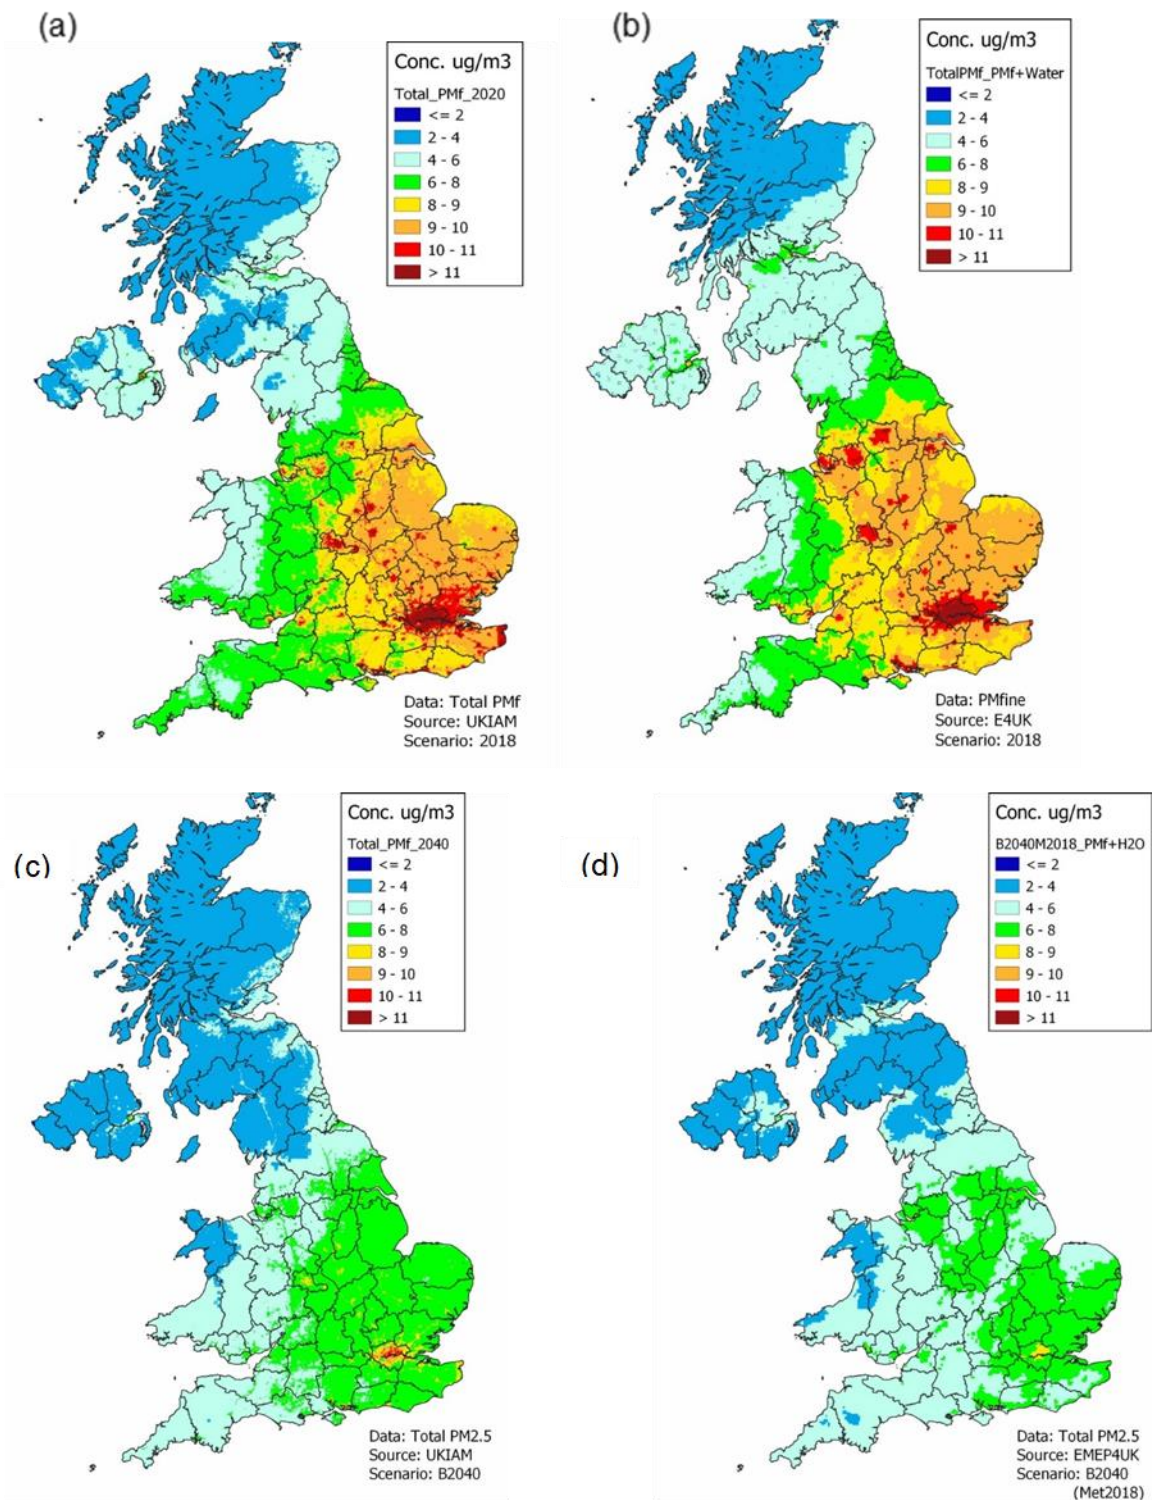 (a)
Conc. ug/m3
Total_PMf_2020
<= 2
2 - 4
4 - 6
6 - 8
8 - 9
9 - 10
10 - 11
> 11
Data: Total PMf
Source: UKIAM
Scenario: 2018
(b)
Conc. ug/m3
TotalPMf_PMf+Water
<= 2
2 - 4
4 - 6
6 - 8
8 - 9
9 - 10
10 - 11
> 11
Data: PMfine
Source: E4UK
Scenario: 2018
(c)
Conc. ug/m3
Total_PMf_2040
<= 2
2 - 4
4 - 6
6 - 8
8 - 9
9 - 10
10 - 11
> 11
Data: Total PM2.5
Source: UKIAM
Scenario: B2040
(d)
Conc. ug/m3
B2040M2018_PMf+H2O
<= 2
2 - 4
4 - 6
6 - 8
8 - 9
9 - 10
10 - 11
> 11
Data: Total PM2.5
Source: EMEP4UK
Scenario: B2040
(Met2018)